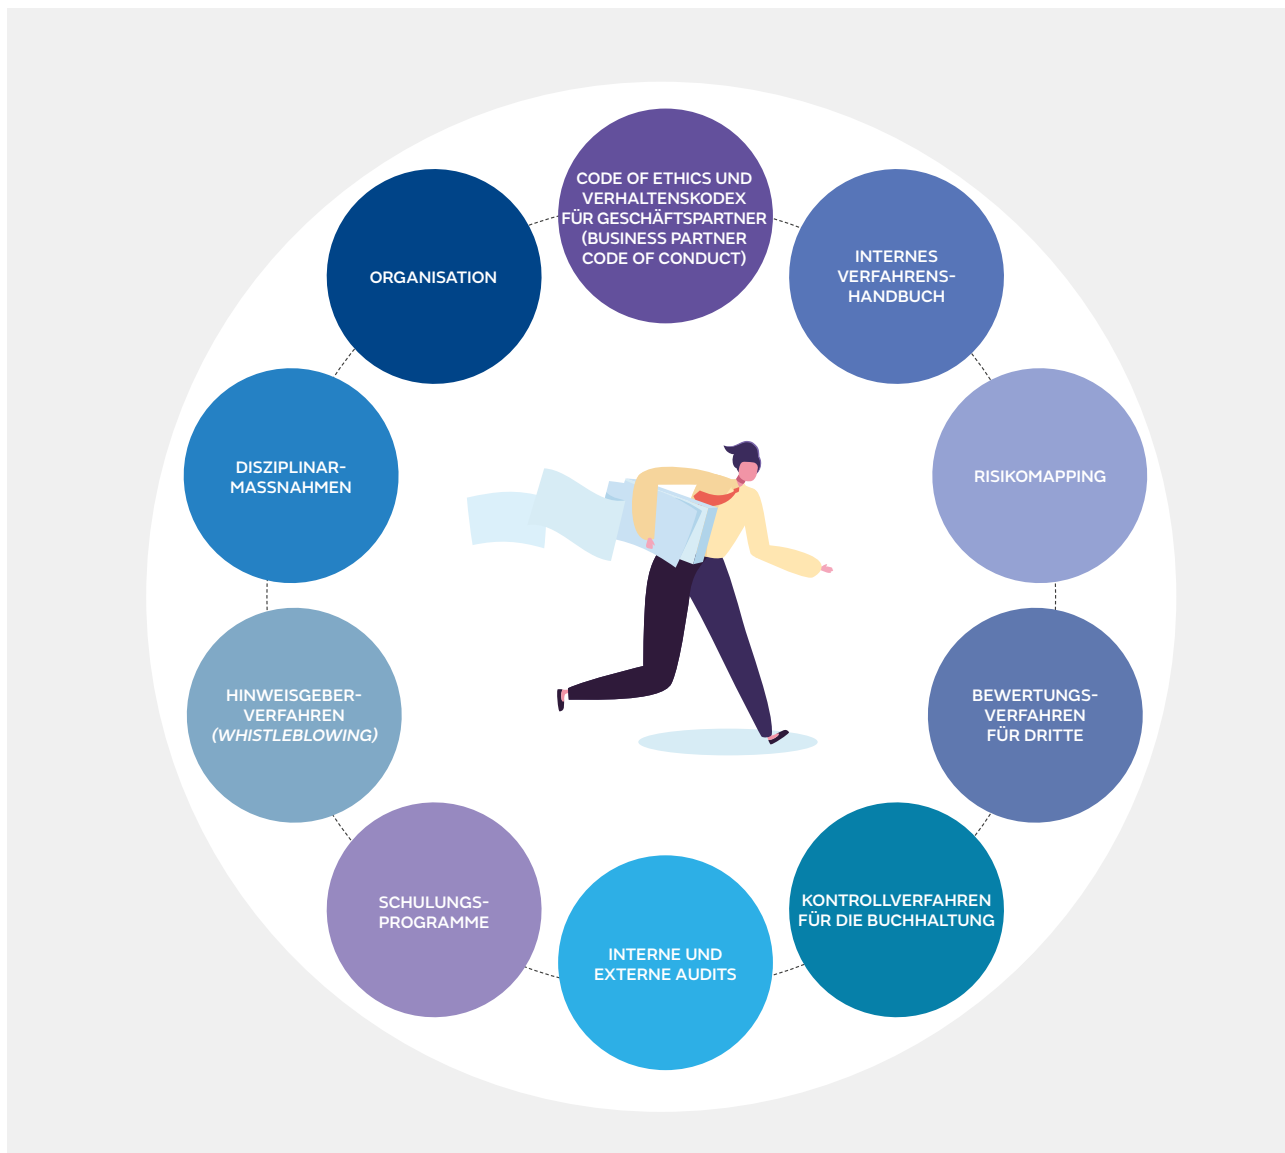 CODE OF ETHICS UND
VERHALTENSKODEX
FÜR GESCHÄFTSPARTNER
(BUSINESS PARTNER
CODE OF CONDUCT)
INTERNES
VERFAHRENS-
HANDBUCH
RISIKOMAPPING
BEWERTUNGS-
VERFAHREN
FÜR DRITTE
KONTROLLVERFAHREN
FÜR DIE BUCHHALTUNG
INTERNE UND
EXTERNE AUDITS
SCHULUNGS-
PROGRAMME
HINWEISGEBER-
VERFAHREN
(WHISTLEBLOWING)
DISZIPLINAR-
MASSNAHMEN
ORGANISATION